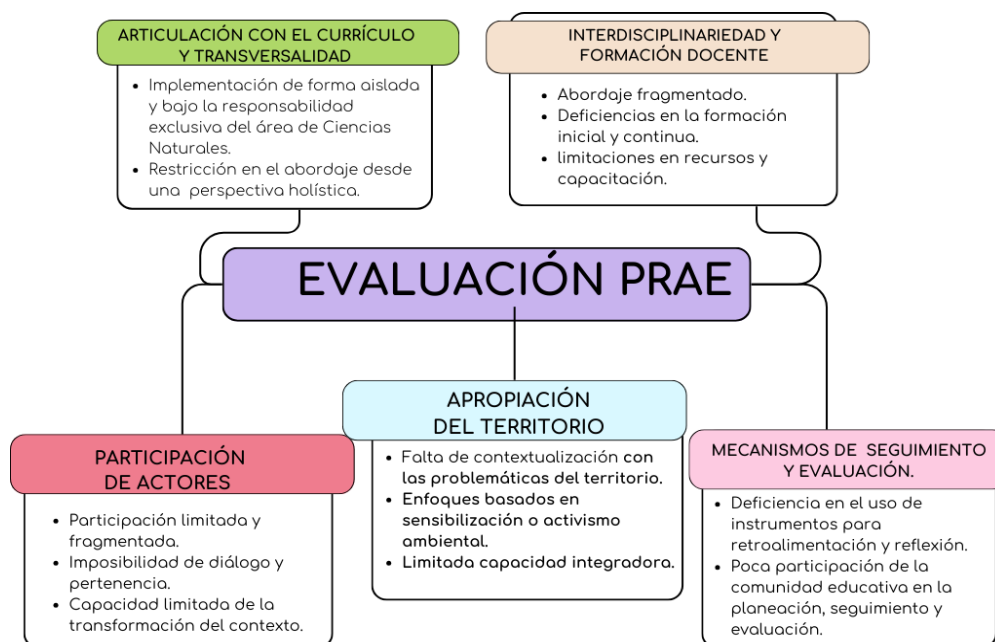 ARTICULACIÓN CON EL CURRÍCULO
Y TRANSVERSALIDAD
• Implementación de forma aislada
y bajo la responsabilidad
exclusiva del área de Ciencias
Naturales.
• Restricción en el abordaje desde
una perspectiva holística.
INTERDISCIPLINARIEDAD Y
FORMACIÓN DOCENTE
• Abordaje fragmentado.
• Deficiencias en la formación
inicial y continua.
• limitaciones en recursos y
capacitación.
EVALUACIÓN PRAE
PARTICIPACIÓN
DE ACTORES
• Participación limitada y
fragmentada.
• Imposibilidad de diálogo y
pertenencia.
• Capacidad limitada de la
transformación del contexto.
APROPIACIÓN
DEL TERRITORIO
• Falta de contextualización con
las problemáticas del territorio.
• Enfoques basados en
sensibilización o activismo
ambiental.
• Limitada capacidad integradora.
MECANISMOS DE SEGUIMIENTO
Y EVALUACIÓN.
• Deficiencia en el uso de
instrumentos para
retroalimentación y reflexión.
• Poca participación de la
comunidad educativa en la
planeación, seguimiento y
evaluación.